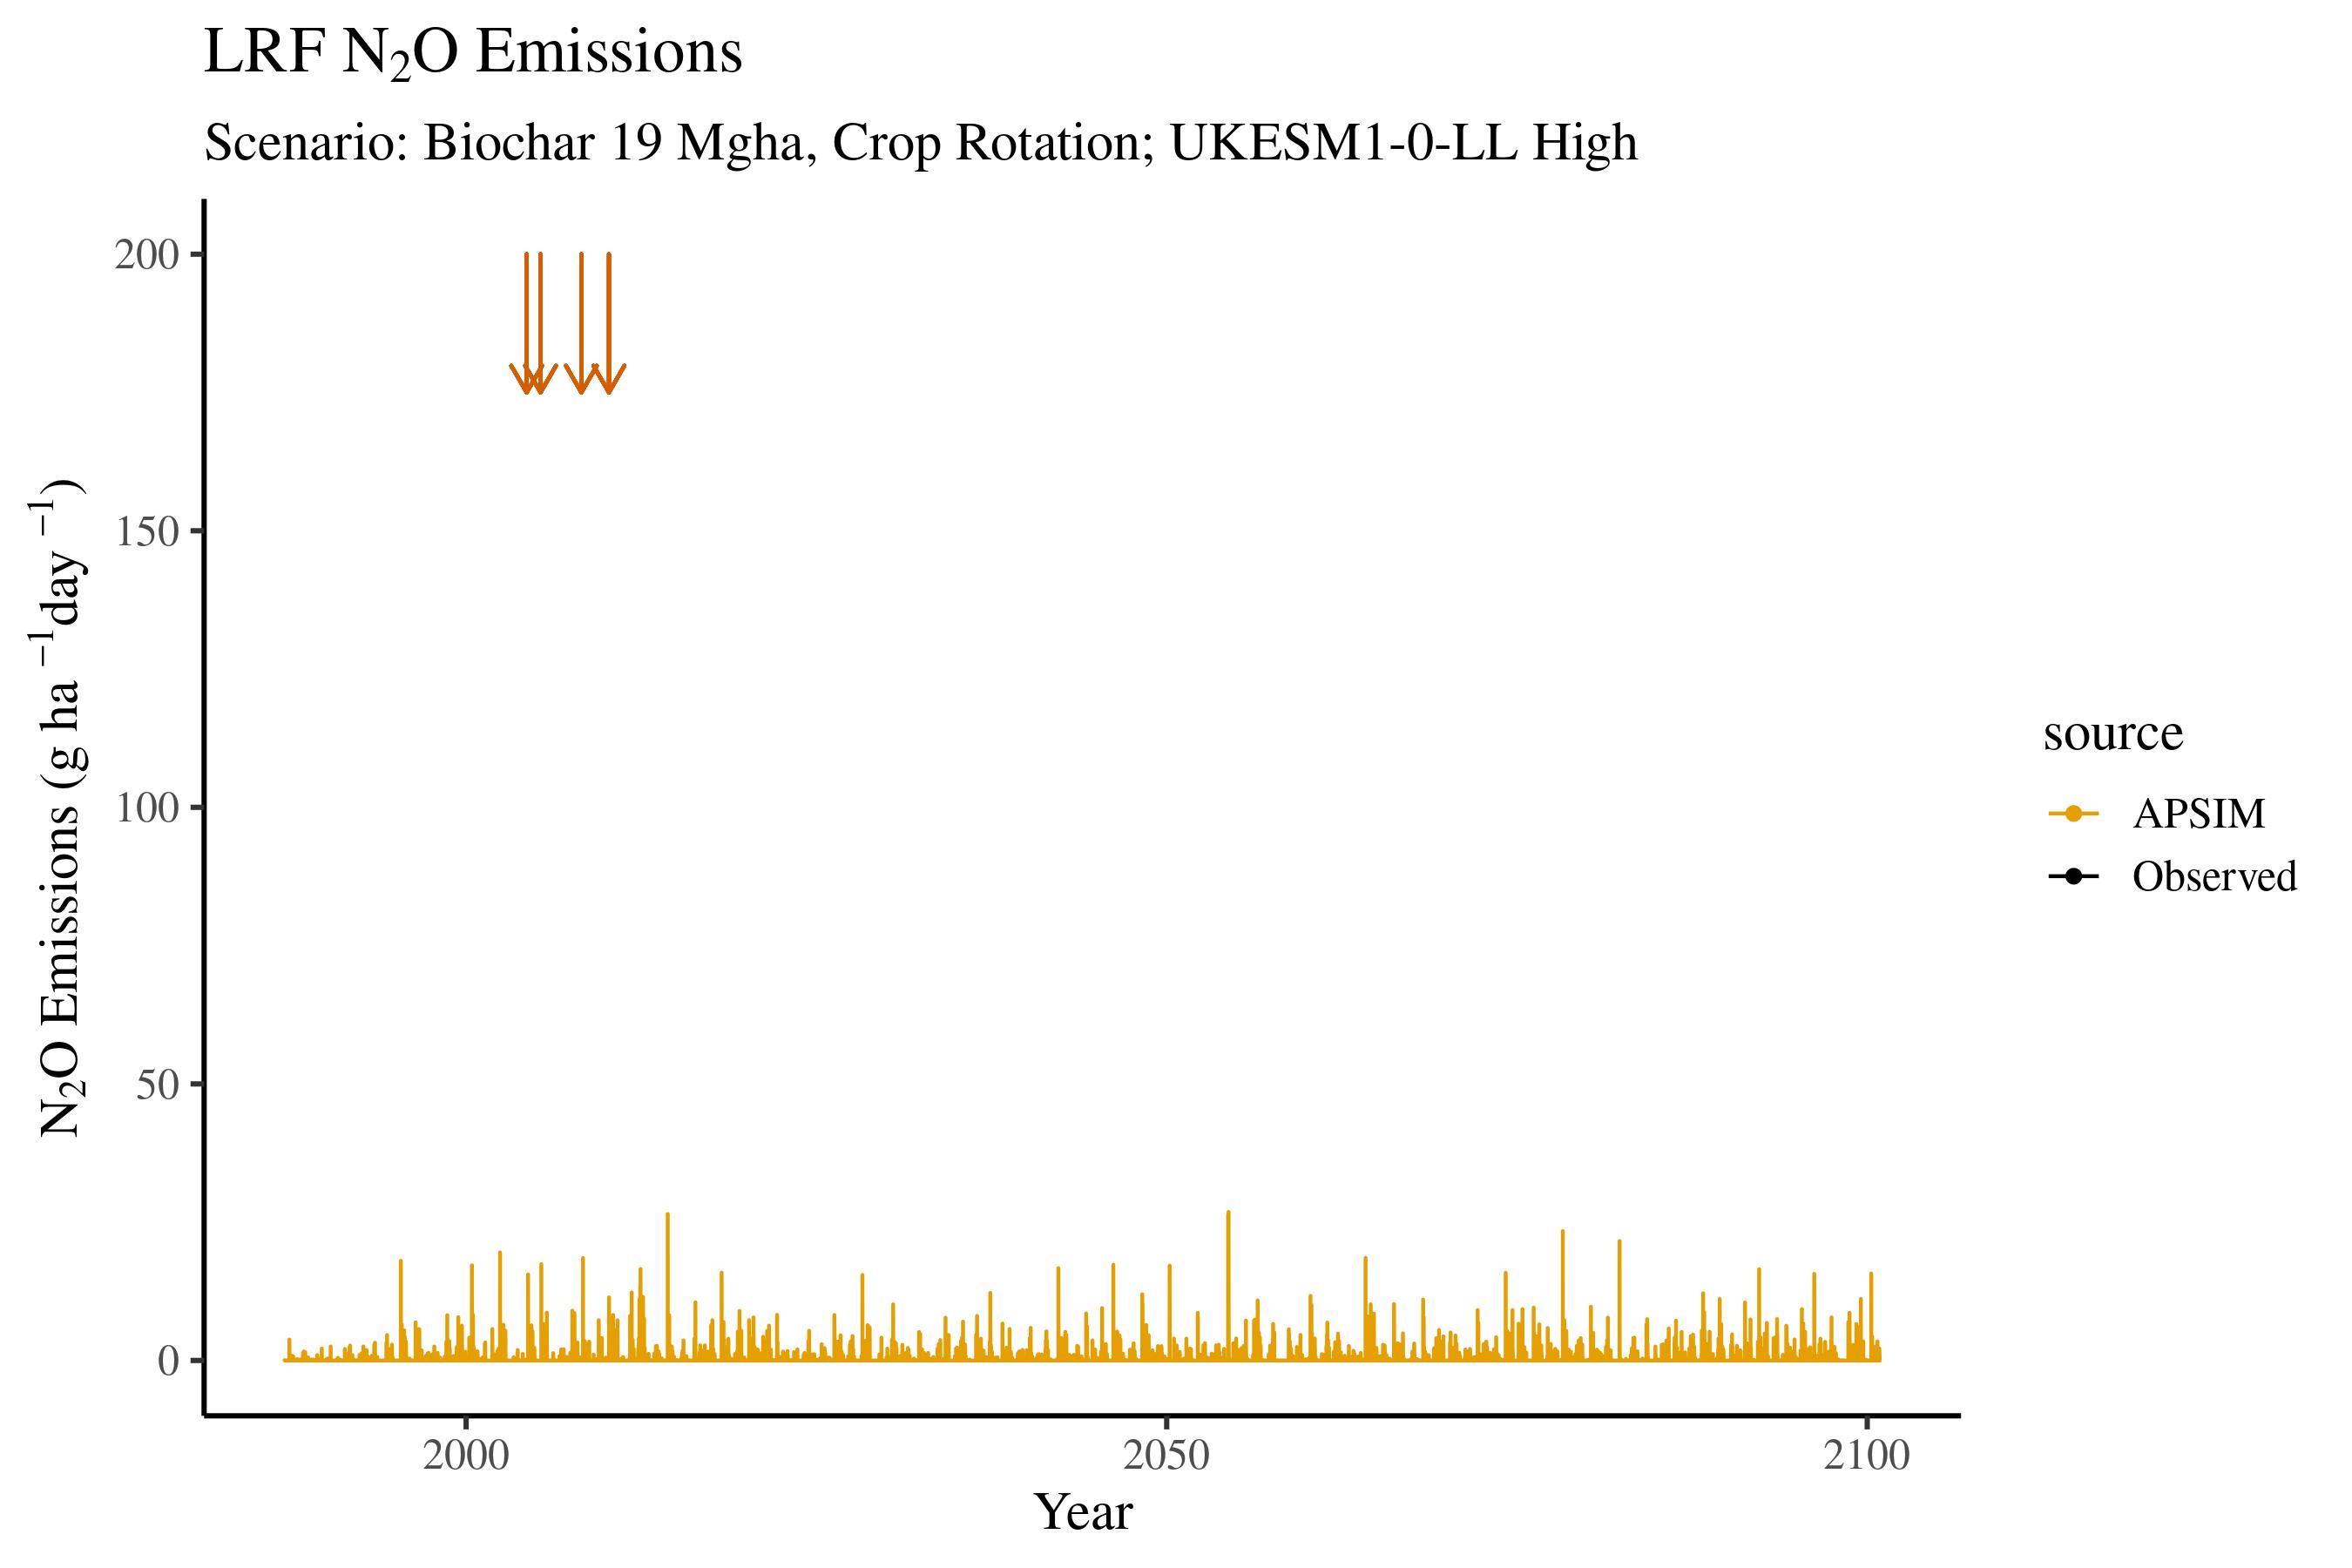 LRF N₂O Emissions
Scenario: Biochar 19 Mgha, Crop Rotation; UKESM1-0-LL High
N₂O Emissions (g ha ⁻¹day ⁻¹)
200
150
100
50
0
2000 2050 2100
Year
source
APSIM
Observed